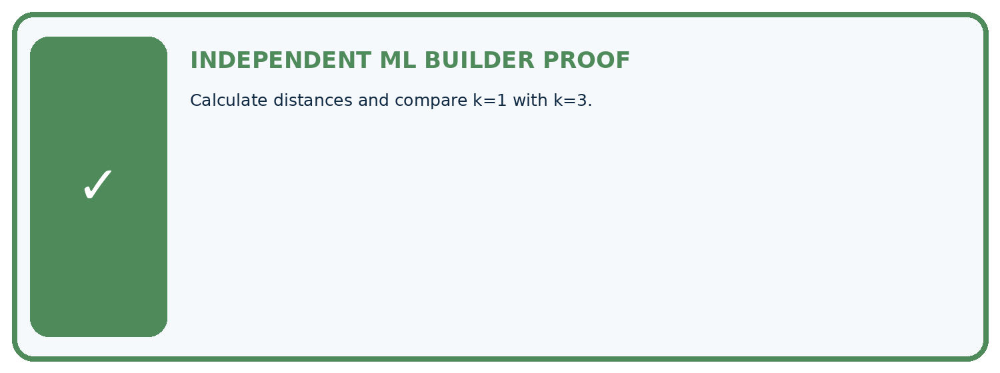 INDEPENDENT ML BUILDER PROOF
Calculate distances and compare k=1 with k=3.
✓